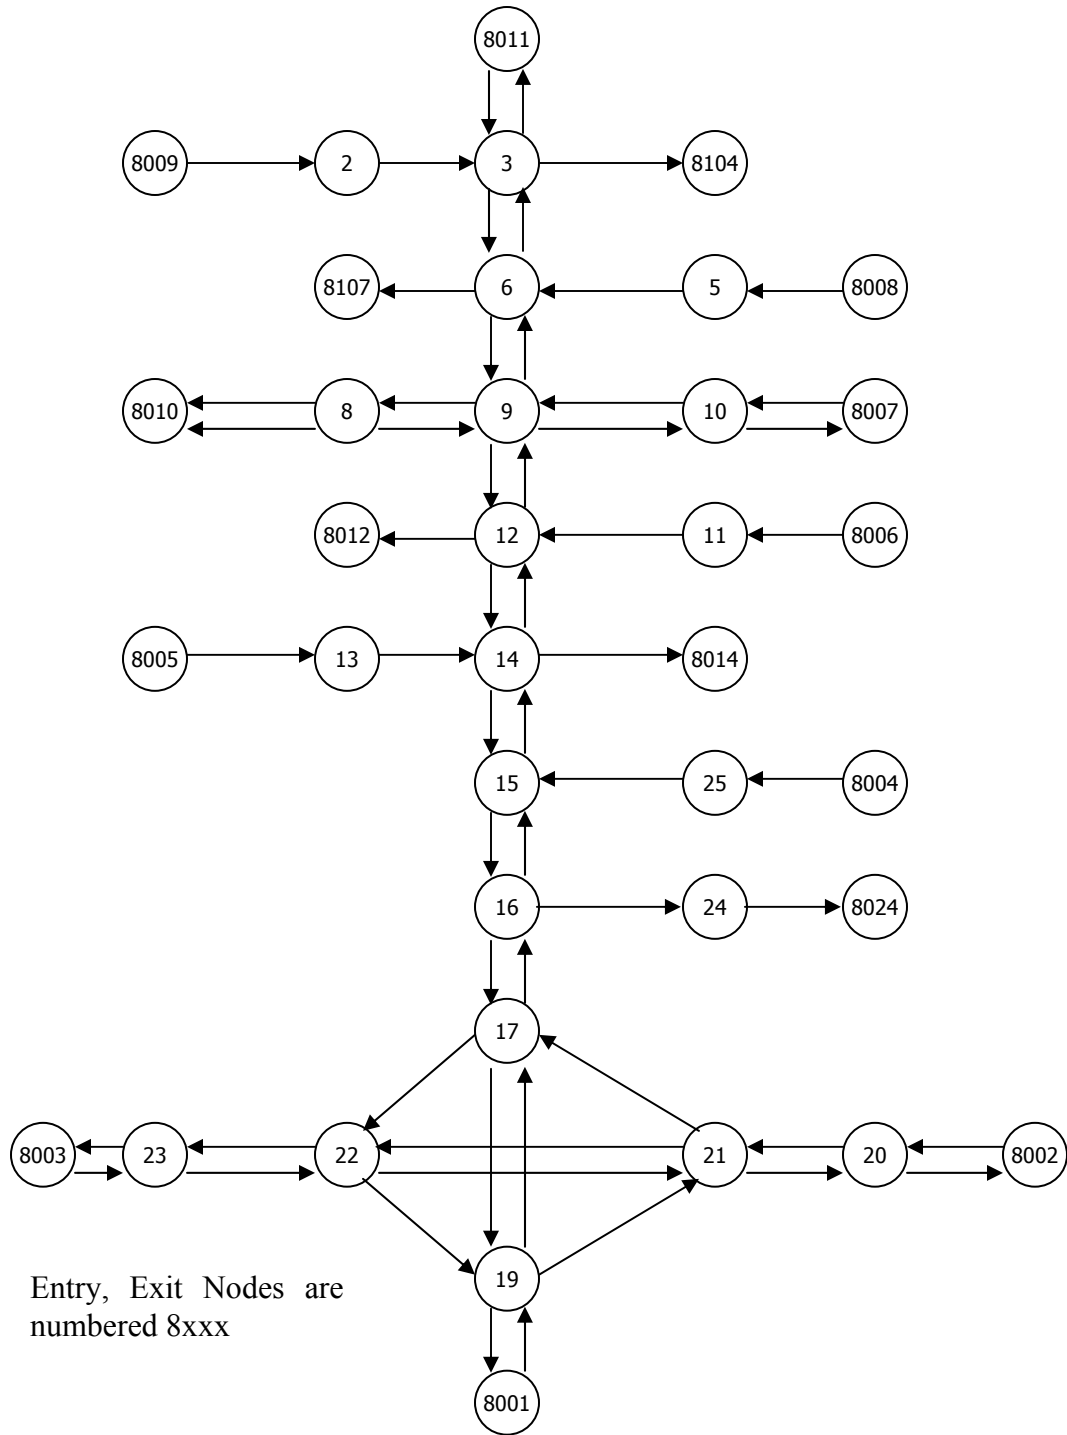 8011
8009 2 3 8104
8107 6 5 8008
8010 8 9 10 8007
8012 12 11 8006
8005 13 14 8014
15 25 8004
16 24 8024
17
8003 23 22 21 20 8002
19
Entry, Exit Nodes are
numbered 8xxx
8001